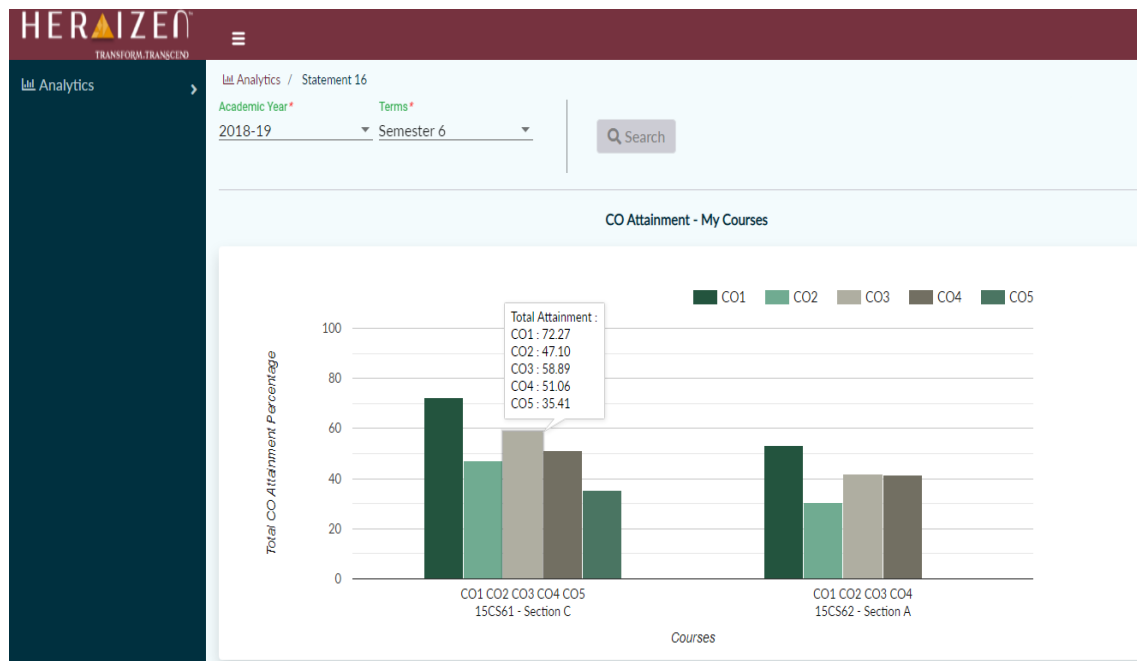 HERAIZEN
TRANSFORM.TRANSCEND
Analytics
Analytics / Statement 16
Academic Year* Terms*
2018-19 Semester 6
Search
CO Attainment - My Courses
CO1 CO2 CO3 CO4 CO5
Total Attainment :
CO1 : 72.27
CO2 : 47.10
CO3 : 58.89
CO4 : 51.06
CO5 : 35.41
Total CO Attainment Percentage
100
80
60
40
20
0
CO1 CO2 CO3 CO4 CO5 CO1 CO2 CO3 CO4
15CS61 - Section C 15CS62 - Section A
Courses